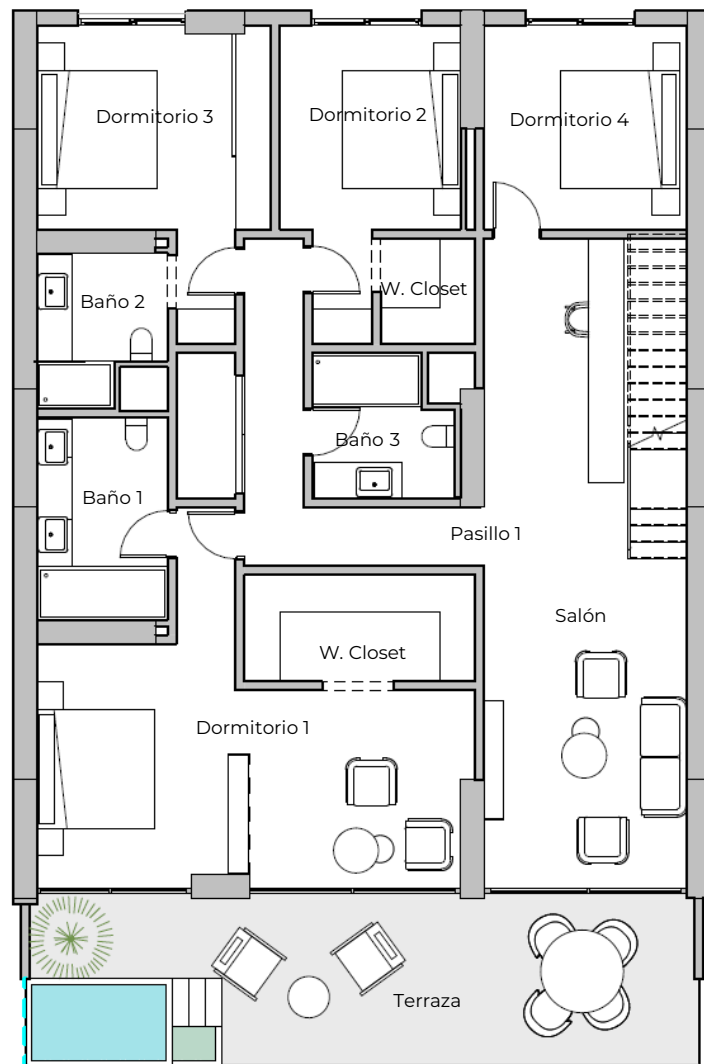 Dormitorio 3
Dormitorio 2
Dormitorio 4
W. Closet
Baño 2
Baño 3
Baño 1
Pasillo 1
Salón
W. Closet
Dormitorio 1
Terraza